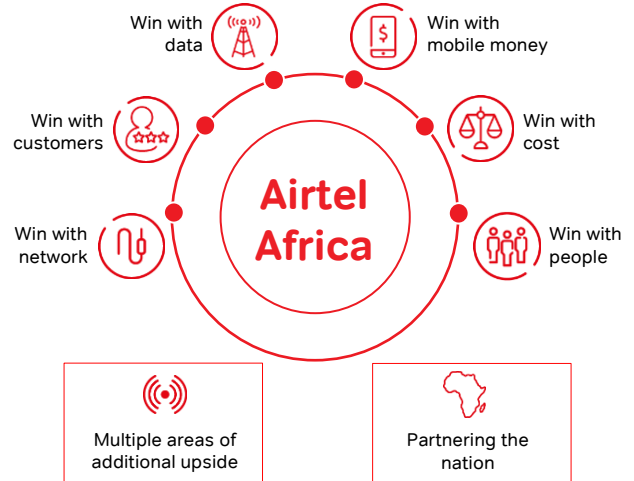 Win with
data
Win with
mobile money
Win with
customers
Win with
cost
Airtel
Africa
Win with
network
Win with
people
$
Multiple areas of
additional upside
Partnering the
nation